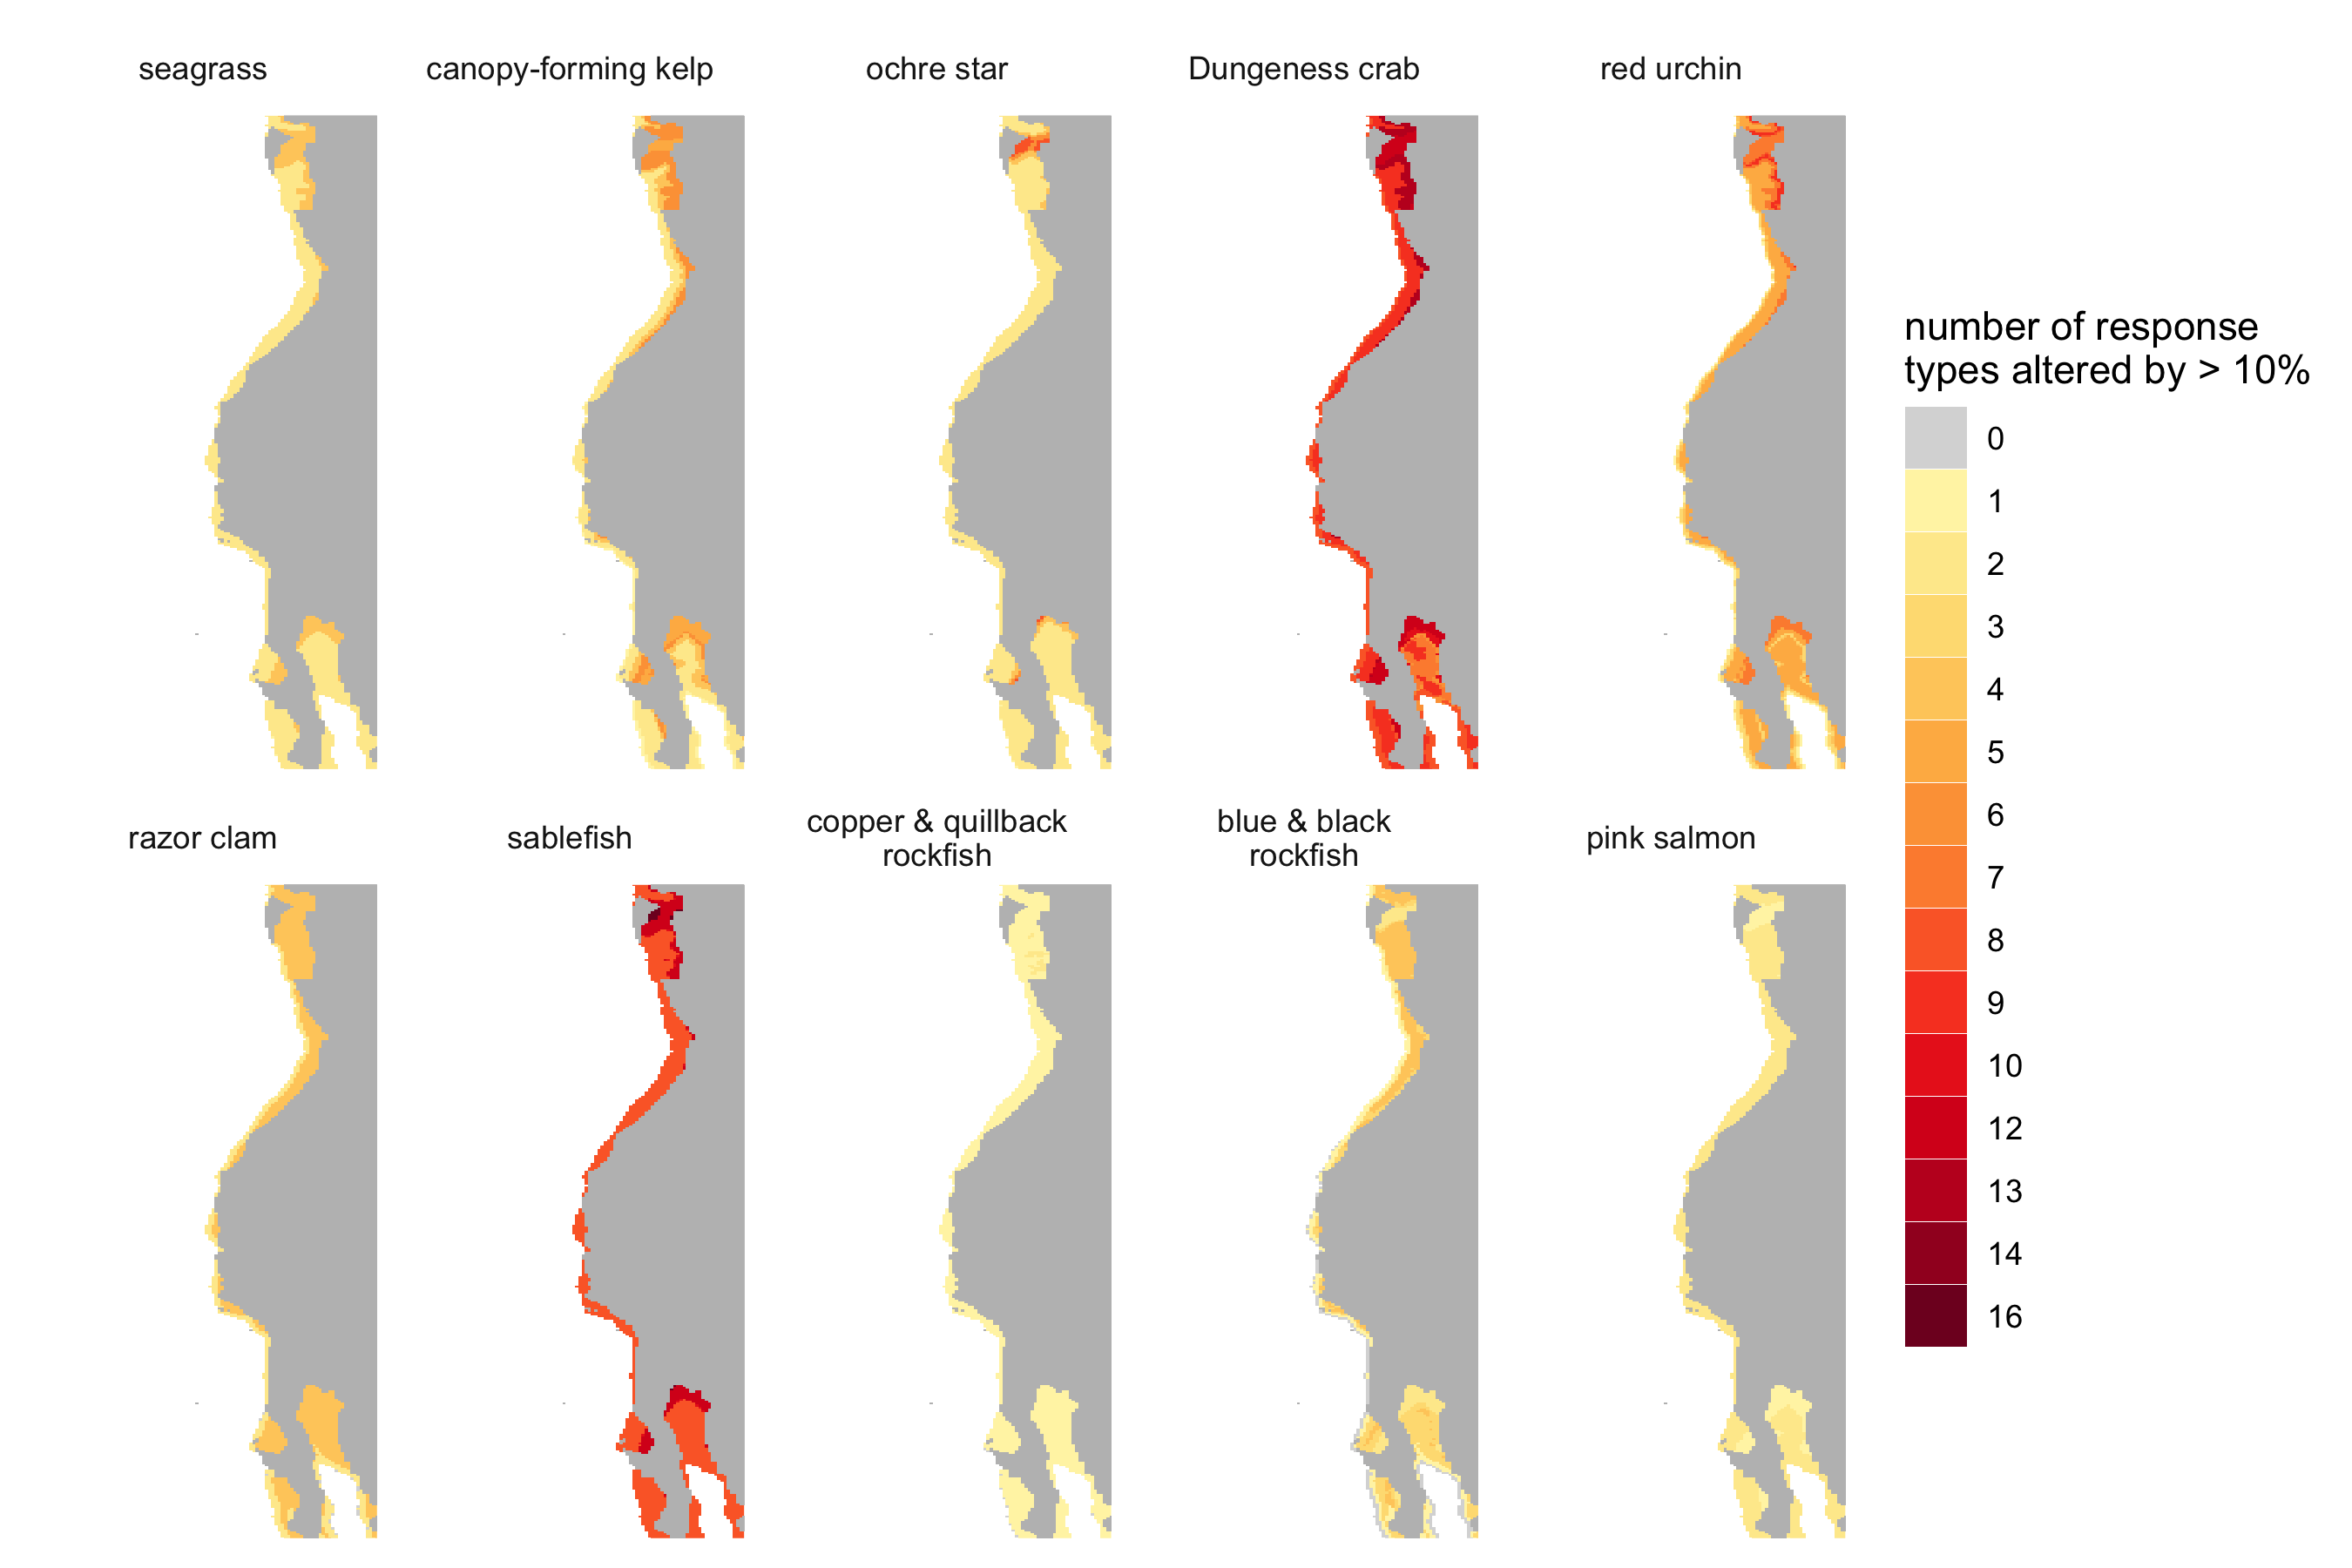 seagrass
canopy-forming kelp
ochre star
Dungeness crab
red urchin
number of response
types altered by > 10%
0
1
2
3
4
5
6
7
8
9
10
12
13
14
16
razor clam
sablefish
copper & quillback
rockfish
blue & black
rockfish
pink salmon